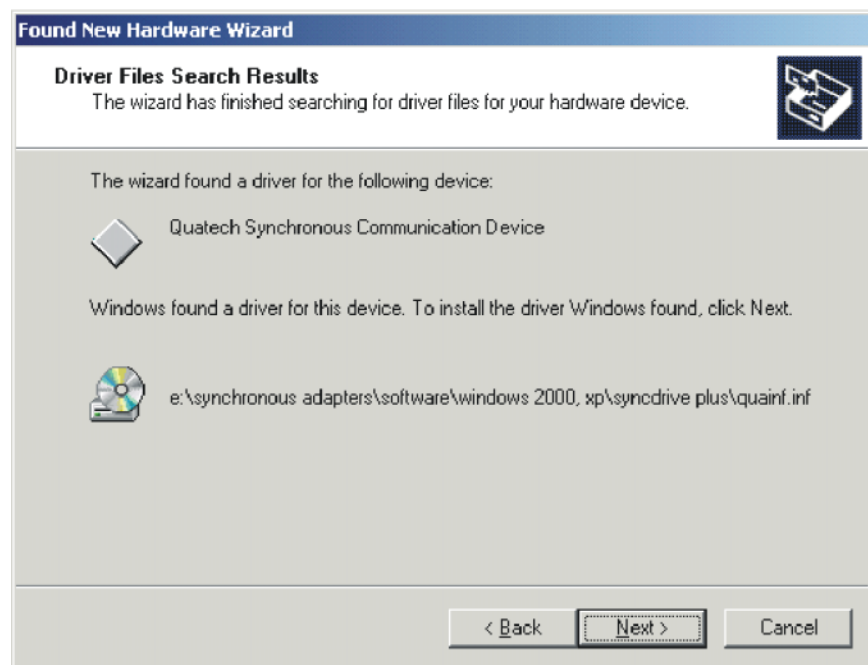 Found New Hardware Wizard
Driver Files Search Results
The wizard has finished searching for driver files for your hardware device.
The wizard found a driver for the following device:
Quatech Synchronous Communication Device
Windows found a driver for this device. To install the driver Windows found, click Next.
e:\synchronous adapters\software\windows 2000, xp\syncdrive plus\quainf.inf
< Back
Next >
Cancel